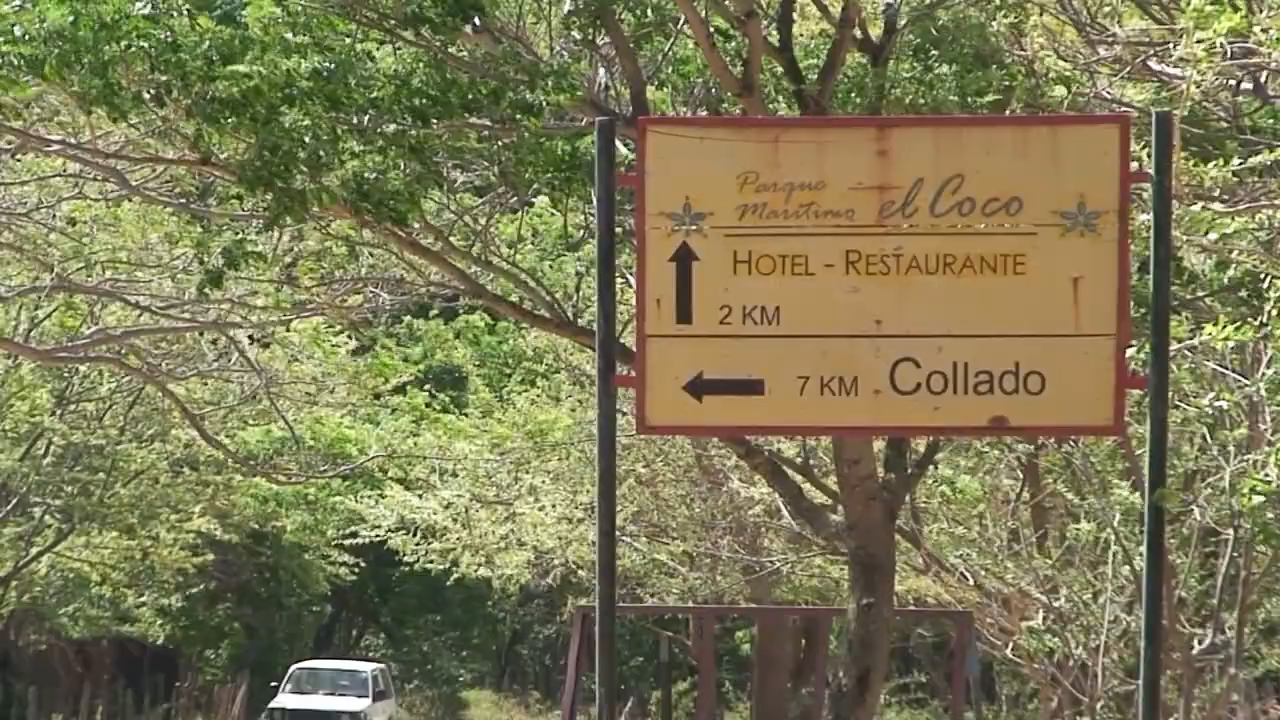 Parque
Maritimo el Coco
HOTEL - RESTAURANTE
2 KM
7 KM Collado